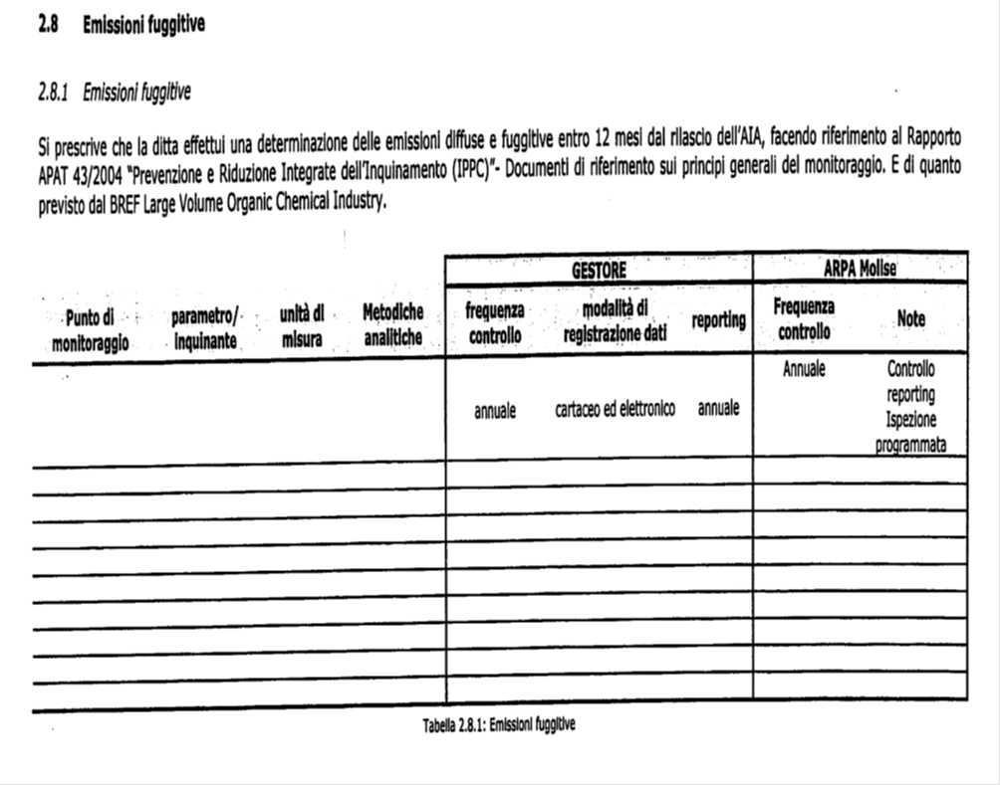 2.8 Emissioni fuggitive
2.8.1 Emissioni fuggitive
Si prescrive che la ditta effettui una determinazione delle emissioni diffuse e fuggitive entro 12 mesi dal rilascio dell'AIA, facendo riferimento al Rapporto
APAT 43/2004 "Prevenzione e Riduzione Integrate dell'Inquinamento (IPPC)"- Documenti di riferimento sui principi generali del monitoraggio. E di quanto
previsto dal BREF Large Volume Organic Chemical Industry.
GESTORE ARPA Molise
Punto di monitoraggio parametro/ inquinante unità di misura Metodiche analitiche frequenza controllo modalità di registrazione dati reporting Frequenza controllo Note
annuale cartaceo ed elettronico annuale Annuale Controllo
reporting
Ispezione
programmata
Tabella 2.8.1: Emissioni fuggitive